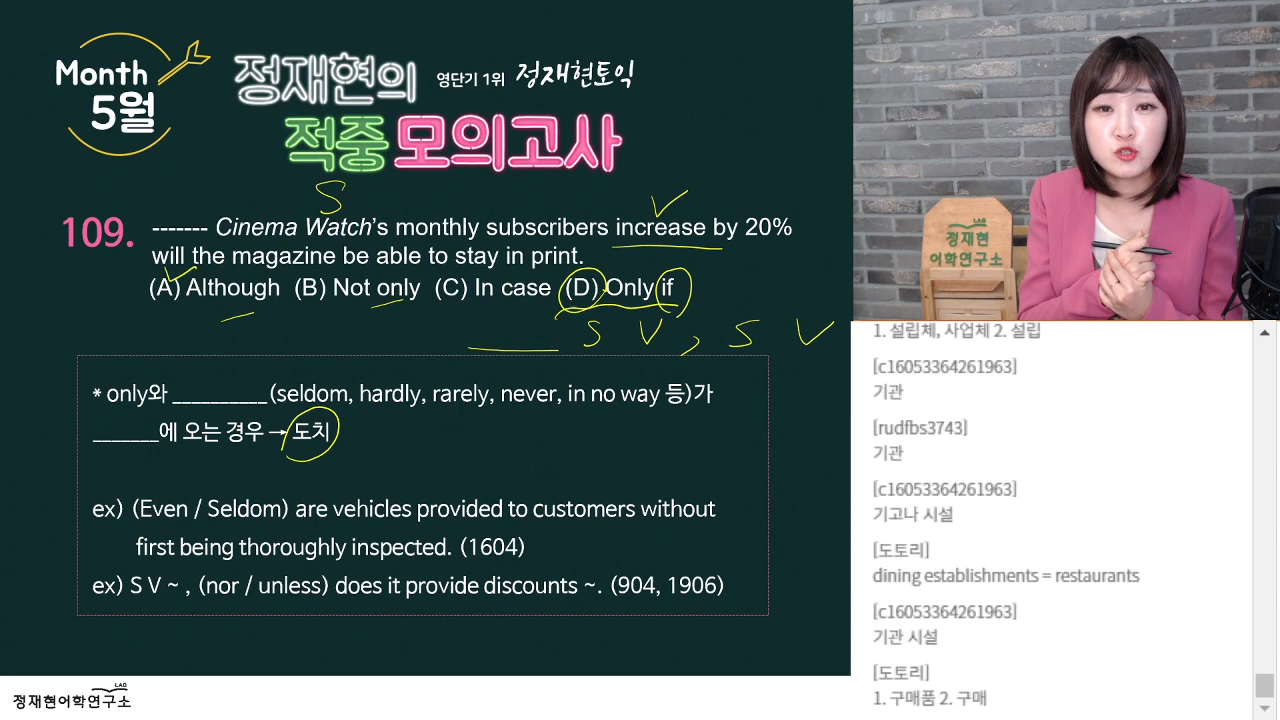 Month
5월
정재현의
영단기 1위 정재현토익
적중 모의고사
S
V
109. ------- Cinema Watch's monthly subscribers increase by 20%
will the magazine be able to stay in print.
(A) Although (B) Not only (C) In case (D) Only if
S V , S V
* only와 __________(seldom, hardly, rarely, never, in no way 등)가
_______에 오는 경우 → 도치
ex) (Even / Seldom) are vehicles provided to customers without
first being thoroughly inspected. (1604)
ex) S V ~ , (nor / unless) does it provide discounts ~. (904, 1906)
LAB
정재현어학연구소
LAB
정재현
어학연구소
1. 설립체, 사업체 2. 설립
[c16053364261963]
기관
[rudfbs3743]
기관
[c16053364261963]
기고나 시설
[도토리]
dining establishments = restaurants
[c16053364261963]
기관 시설
[도토리]
1. 구매품 2. 구매